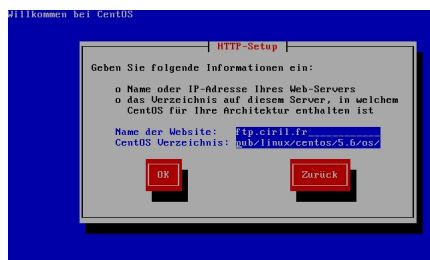 Willkommen bei CentOS
HTTP-Setup
Geben Sie folgende Informationen ein:
o Name oder IP-Adresse Ihres Web-Servers
o das Verzeichnis auf diesem Server, in welchem
CentOS für Ihre Architektur enthalten ist
Name der Website: ftp.ciril.fr
CentOS Verzeichnis: pub/linux/centos/5.6/os/
OK Zurück